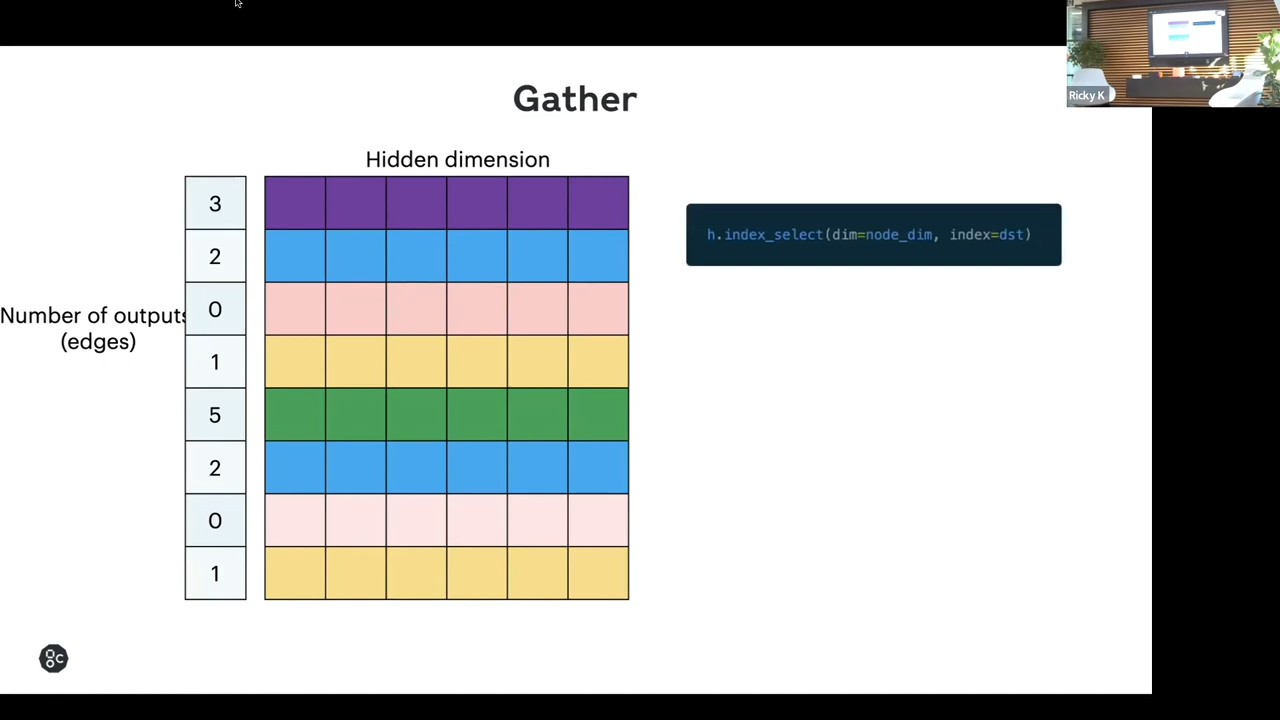 Gather
Ricky K
Hidden dimension
3
2
0
1
5
2
0
1
Number of outputs
(edges)
h.index_select(dim=node_dim, index=dst)
GC